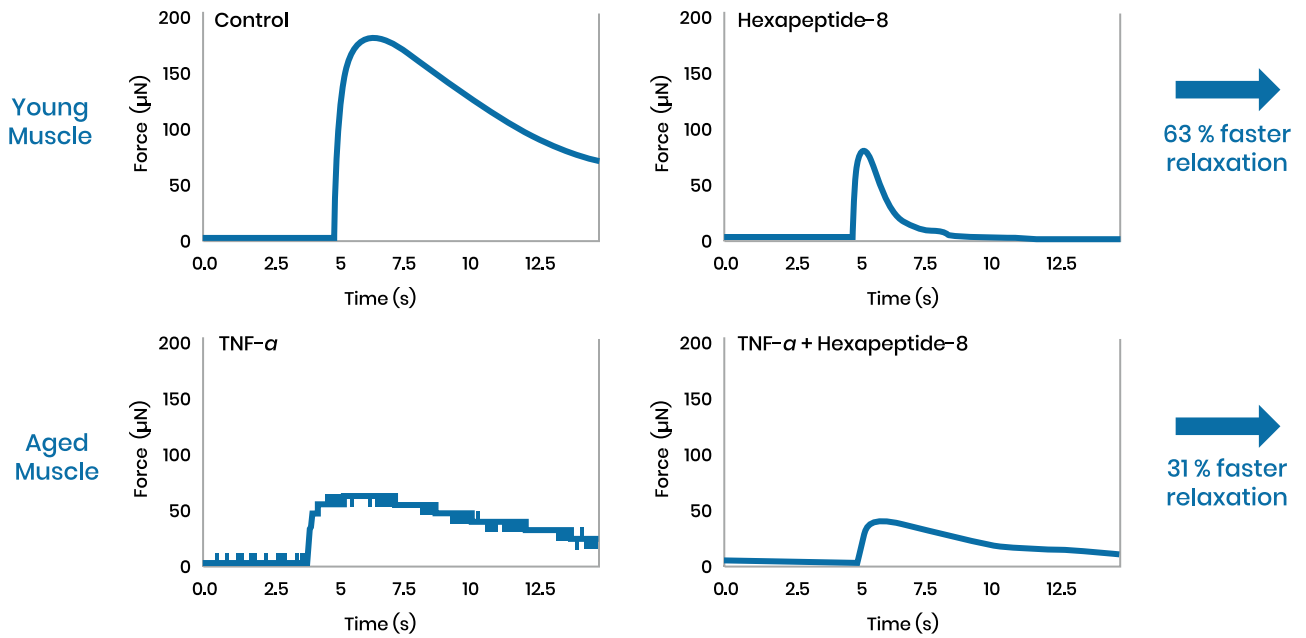 Control
200
150
100
50
0
Force (µN)
0.0 2.5 5 7.5 10 12.5
Time (s)
Hexapeptide-8
200
150
100
50
0
Force (µN)
0.0 2.5 5 7.5 10 12.5
Time (s)
Young
Muscle
63 % faster
relaxation
TNF-α
200
150
100
50
0
Force (µN)
0.0 2.5 5 7.5 10 12.5
Time (s)
TNF-α + Hexapeptide-8
200
150
100
50
0
Force (µN)
0.0 2.5 5 7.5 10 12.5
Time (s)
Aged
Muscle
31 % faster
relaxation